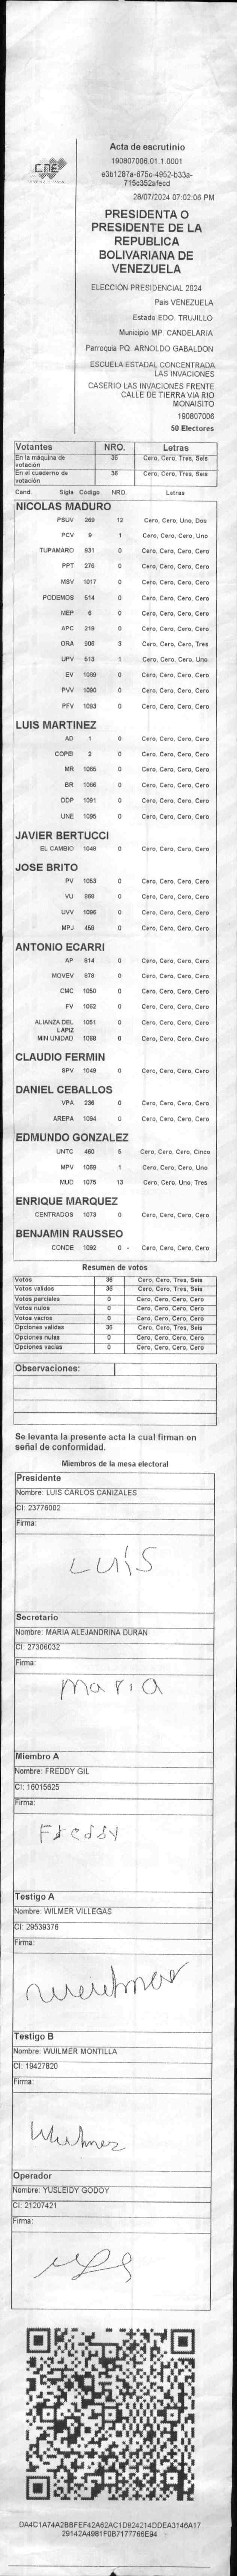 CNE
Acta de escrutinio
190807006.01.1.0001
e3b1287a-675c-4952-b33a-
715c352afecd
28/07/2024 07:02:06 PM
PRESIDENTA O
PRESIDENTE DE LA
REPUBLICA
BOLIVARIANA DE
VENEZUELA
ELECCIÓN PRESIDENCIAL 2024
Pais VENEZUELA
Estado EDO. TRUJILLO
Municipio MP. CANDELARIA
Parroquia PQ. ARNOLDO GABALDON
ESCUELA ESTADAL CONCENTRADA
LAS INVACIONES
CASERIO LAS INVACIONES FRENTE
CALLE DE TIERRA VIA RIO
MONAISITO
190807006
50 Electores
Votantes NRO. Letras
En la máquina de votación 36 Cero, Cero, Tres, Seis
En el cuaderno de votación 36 Cero, Cero, Tres, Seis
Cand. Sigla Código NRO. Letras
NICOLAS MADURO
PSUV 269 12 Cero, Cero, Uno, Dos
PCV 9 1 Cero, Cero, Cero, Uno
TUPAMARO 931 0 Cero, Cero, Cero, Cero
PPT 276 0 Cero, Cero, Cero, Cero
MSV 1017 0 Cero, Cero, Cero, Cero
PODEMOS 514 0 Cero, Cero, Cero, Cero
MEP 6 0 Cero, Cero, Cero, Cero
APC 219 0 Cero, Cero, Cero, Cero
ORA 906 3 Cero, Cero, Cero, Tres
UPV 513 1 Cero, Cero, Cero, Uno
EV 1089 0 Cero, Cero, Cero, Cero
PVV 1090 0 Cero, Cero, Cero, Cero
PFV 1093 0 Cero, Cero, Cero, Cero
LUIS MARTINEZ
AD 1 0 Cero, Cero, Cero, Cero
COPEI 2 0 Cero, Cero, Cero, Cero
MR 1065 0 Cero, Cero, Cero, Cero
BR 1066 0 Cero, Cero, Cero, Cero
DDP 1091 0 Cero, Cero, Cero, Cero
UNE 1095 0 Cero, Cero, Cero, Cero
JAVIER BERTUCCI
EL CAMBIO 1048 0 Cero, Cero, Cero, Cero
JOSE BRITO
PV 1053 0 Cero, Cero, Cero, Cero
VU 868 0 Cero, Cero, Cero, Cero
UVV 1096 0 Cero, Cero, Cero, Cero
MPJ 458 0 Cero, Cero, Cero, Cero
ANTONIO ECARRI
AP 814 0 Cero, Cero, Cero, Cero
MOVEV 878 0 Cero, Cero, Cero, Cero
CMC 1050 0 Cero, Cero, Cero, Cero
FV 1062 0 Cero, Cero, Cero, Cero
ALIANZA DEL LAPIZ 1051 0 Cero, Cero, Cero, Cero
MIN UNIDAD 1068 0 Cero, Cero, Cero, Cero
CLAUDIO FERMIN
SPV 1049 0 Cero, Cero, Cero, Cero
DANIEL CEBALLOS
VPA 236 0 Cero, Cero, Cero, Cero
AREPA 1094 0 Cero, Cero, Cero, Cero
EDMUNDO GONZALEZ
UNTC 460 5 Cero, Cero, Cero, Cinco
MPV 1069 1 Cero, Cero, Cero, Uno
MUD 1075 13 Cero, Cero, Uno, Tres
ENRIQUE MARQUEZ
CENTRADOS 1073 0 Cero, Cero, Cero, Cero
BENJAMIN RAUSSEO
CONDE 1092 0 Cero, Cero, Cero, Cero
Resumen de votos
Votos 36 Cero, Cero, Tres, Seis
Votos validos 36 Cero, Cero, Tres, Seis
Votos parciales 0 Cero, Cero, Cero, Cero
Votos nulos 0 Cero, Cero, Cero, Cero
Votos vacios 0 Cero, Cero, Cero, Cero
Opciones validas 36 Cero, Cero, Tres, Seis
Opciones nulas 0 Cero, Cero, Cero, Cero
Opciones vacias 0 Cero, Cero, Cero, Cero
Observaciones:
Se levanta la presente acta la cual firman en
señal de conformidad.
Miembros de la mesa electoral
Presidente
Nombre: LUIS CARLOS CAÑIZALES
CI: 23776002
Firma:
LUIS
Secretario
Nombre: MARIA ALEJANDRINA DURAN
CI: 27306032
Firma:
maria
Miembro A
Nombre: FREDDY GIL
CI: 16015625
Firma:
Freddy
Testigo A
Nombre: WILMER VILLEGAS
CI: 29539376
Firma:
Testigo B
Nombre: WUILMER MONTILLA
CI: 19427820
Firma:
Operador
Nombre: YUSLEIDY GODOY
CI: 21207421
Firma:
DA4C1A74A2BBFEF42A62AC1D924214DDEA3146A17
29142A4981F0B7177766E94